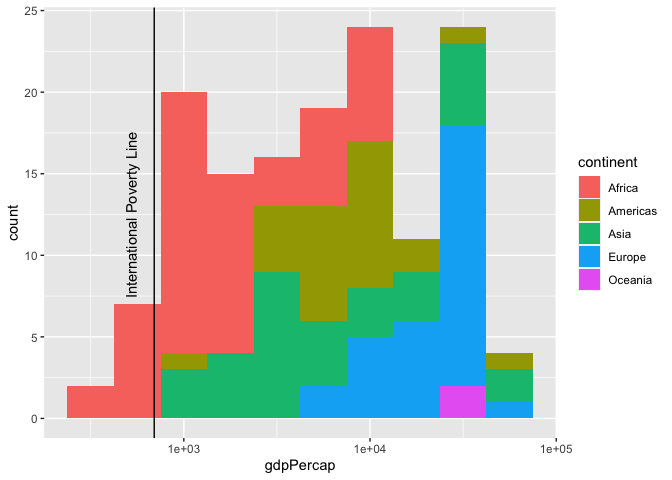 25
20
15
10
5
0
count
International Poverty Line
1e+03
1e+04
1e+05
gdpPercap
continent
Africa
Americas
Asia
Europe
Oceania